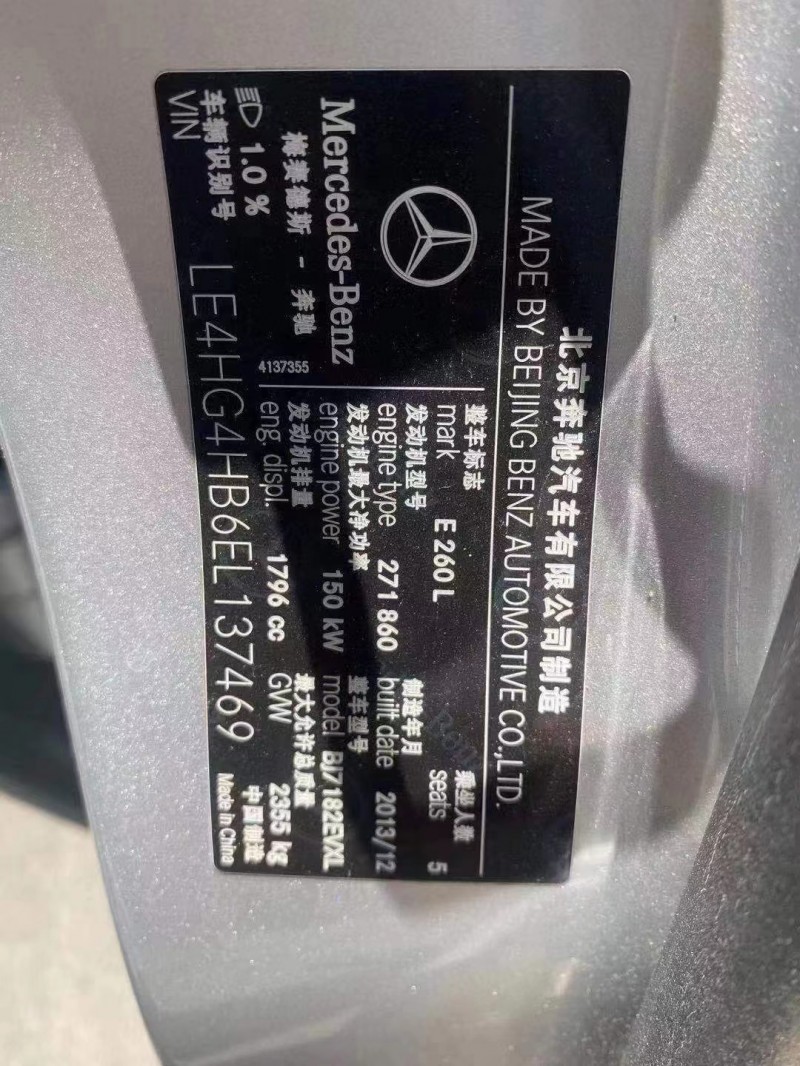 北京奔驰汽车有限公司制造
MADE BY BEIJING BENZ AUTOMOTIVE CO.,LTD.
Mercedes-Benz
梅赛德斯 - 奔驰
1.0 %
4137355
整车标志 乘坐人数
mark E 260 L seats 5
发动机型号 制造年月
engine type 271 860 built date 2013/12
发动机最大净功率 整车型号
engine power 150 kW model BJ7182EVXL
发动机排量 最大允许总质量
eng. displ. 1796 cc GVW 2355 kg
车辆识别号
VIN LE4HG4HB6EL137469
中国制造
Made in China